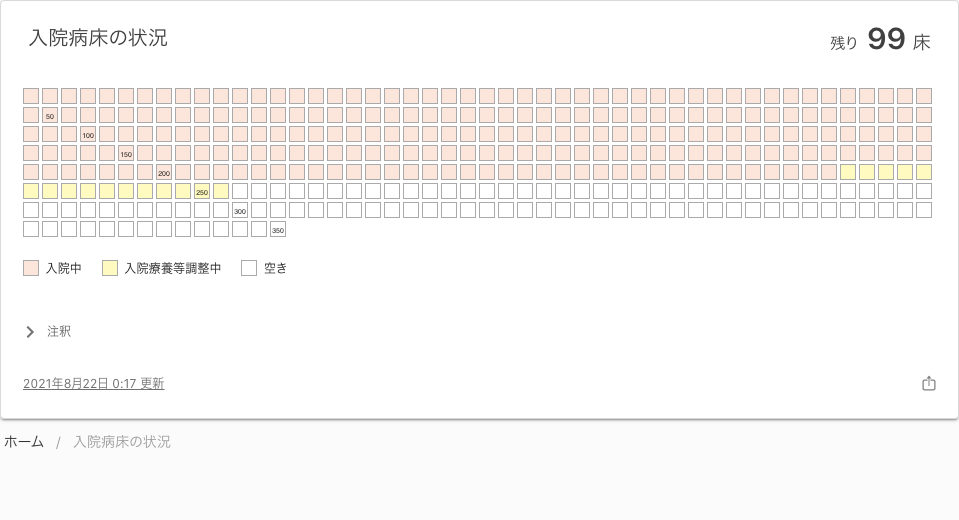 入院病床の状況
残り 99 床
50
100
150
200
250
300
350
入院中 入院療養等調整中 空き
注釈
2021年8月22日 0:17 更新
ホーム / 入院病床の状況